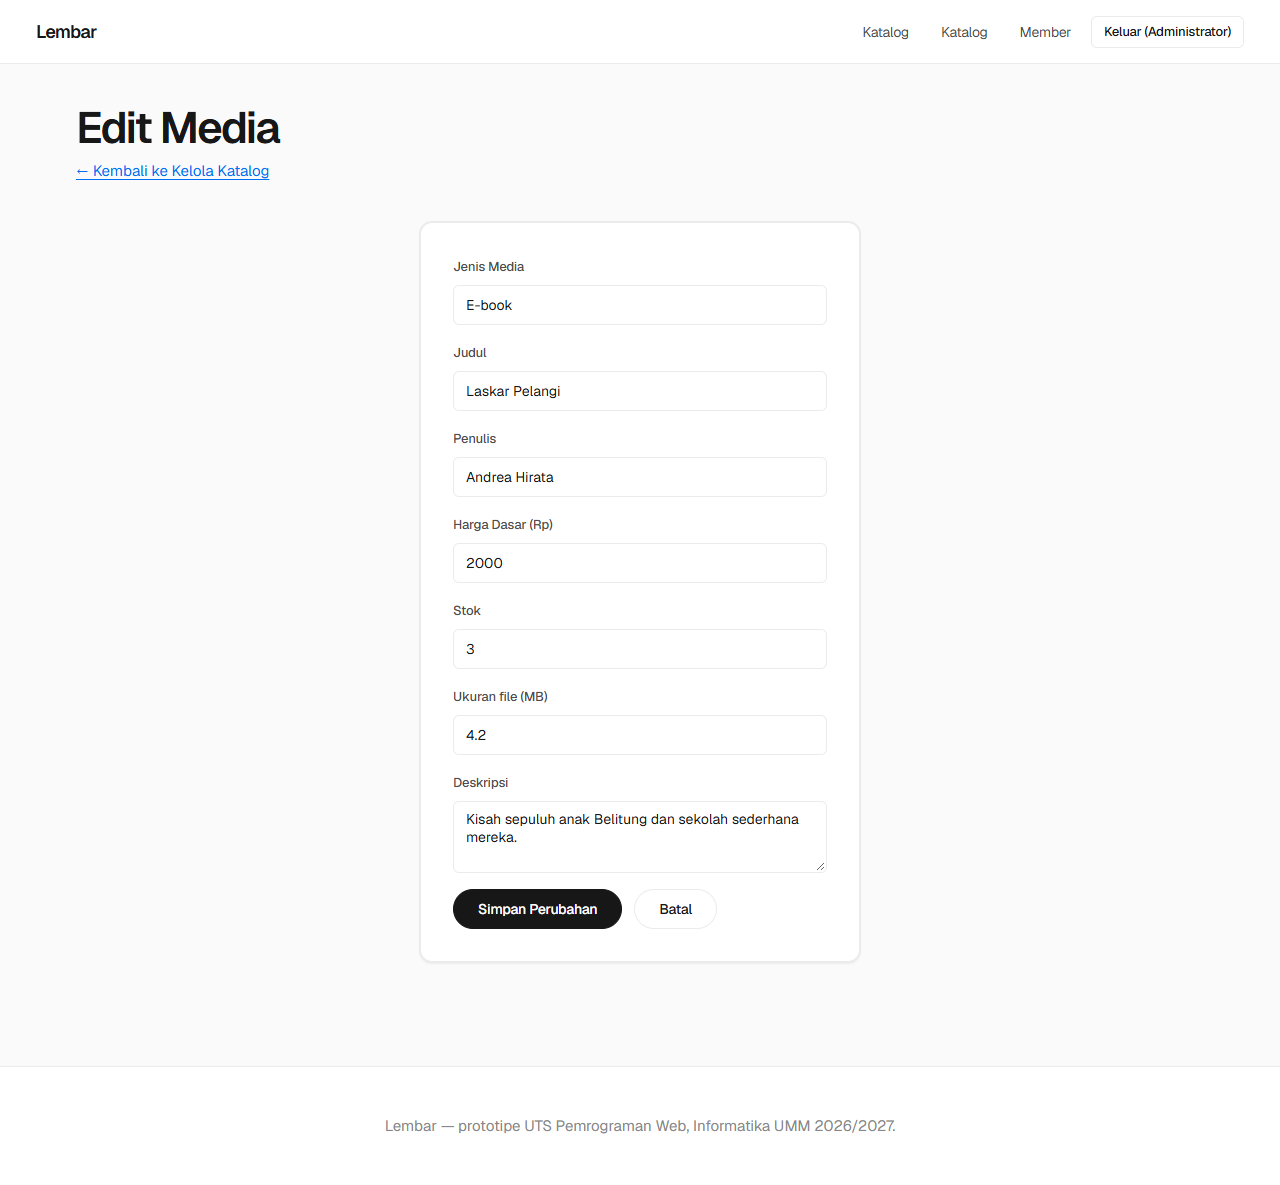 Lembar
Katalog
Katalog
Member
Keluar (Administrator)
Edit Media
← Kembali ke Kelola Katalog
Jenis Media
E-book
Judul
Laskar Pelangi
Penulis
Andrea Hirata
Harga Dasar (Rp)
2000
Stok
3
Ukuran file (MB)
4.2
Deskripsi
Kisah sepuluh anak Belitung dan sekolah sederhana
mereka.
Simpan Perubahan
Batal
Lembar — prototipe UTS Pemrograman Web, Informatika UMM 2026/2027.